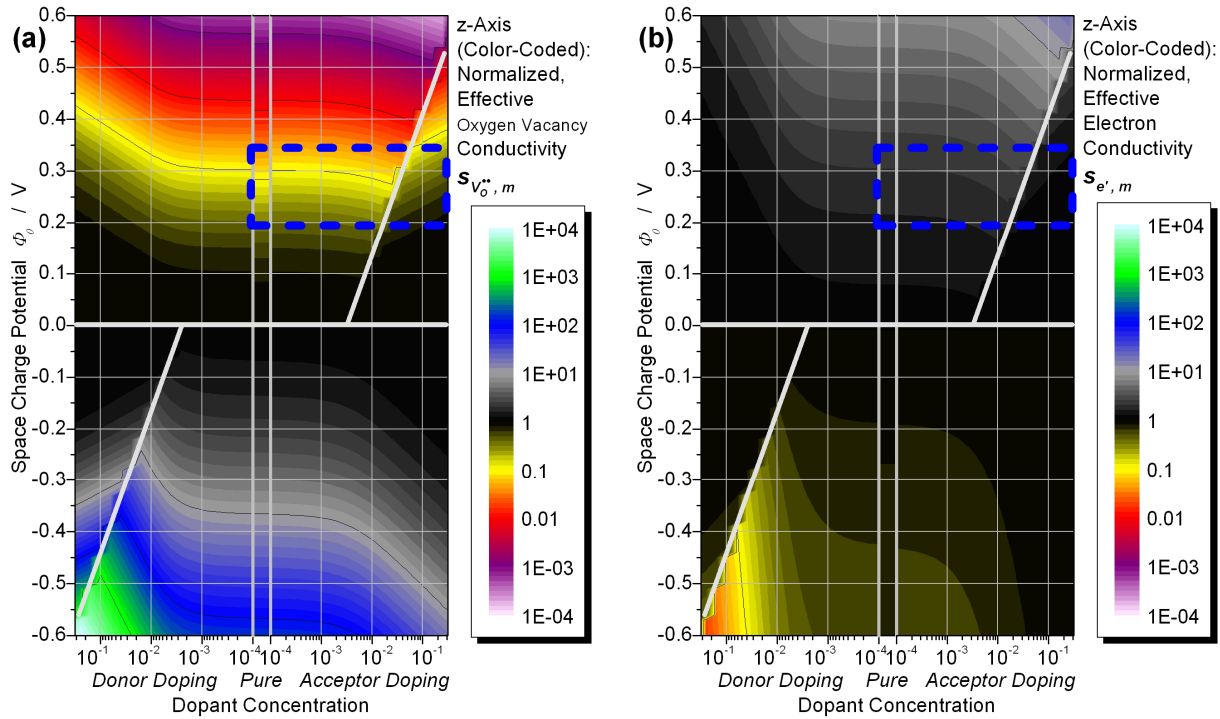 (a)
Space Charge Potential Φ₀ / V
0.6
0.5
0.4
0.3
0.2
0.1
0.0
-0.1
-0.2
-0.3
-0.4
-0.5
-0.6
10⁻¹ 10⁻² 10⁻³ 10⁻⁴ 10⁻⁴ 10⁻³ 10⁻² 10⁻¹
Donor Doping Pure Acceptor Doping
Dopant Concentration
z-Axis
(Color-Coded):
Normalized,
Effective
Oxygen Vacancy
Conductivity
s V_O^••, m
1E+04
1E+03
1E+02
1E+01
1
0.1
0.01
1E-03
1E-04
(b)
Space Charge Potential Φ₀ / V
0.6
0.5
0.4
0.3
0.2
0.1
0.0
-0.1
-0.2
-0.3
-0.4
-0.5
-0.6
10⁻¹ 10⁻² 10⁻³ 10⁻⁴ 10⁻⁴ 10⁻³ 10⁻² 10⁻¹
Donor Doping Pure Acceptor Doping
Dopant Concentration
z-Axis
(Color-Coded):
Normalized,
Effective
Electron
Conductivity
s e', m
1E+04
1E+03
1E+02
1E+01
1
0.1
0.01
1E-03
1E-04